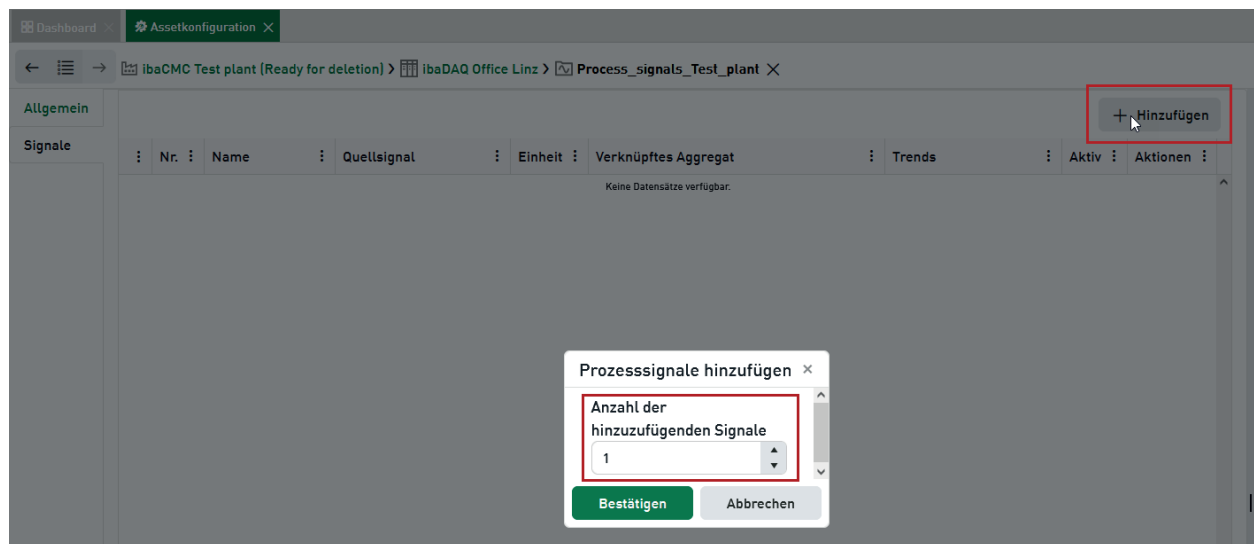 Dashboard
Assetkonfiguration
ibaCMC Test plant (Ready for deletion) > ibaDAQ Office Linz > Process_signals_Test_plant
Allgemein
Hinzufügen
Signale
Nr. Name Quellsignal Einheit Verknüpftes Aggregat Trends Aktiv Aktionen
Keine Datensätze verfügbar.
Prozesssignale hinzufügen
Anzahl der
hinzuzufügenden Signale
1
Bestätigen Abbrechen